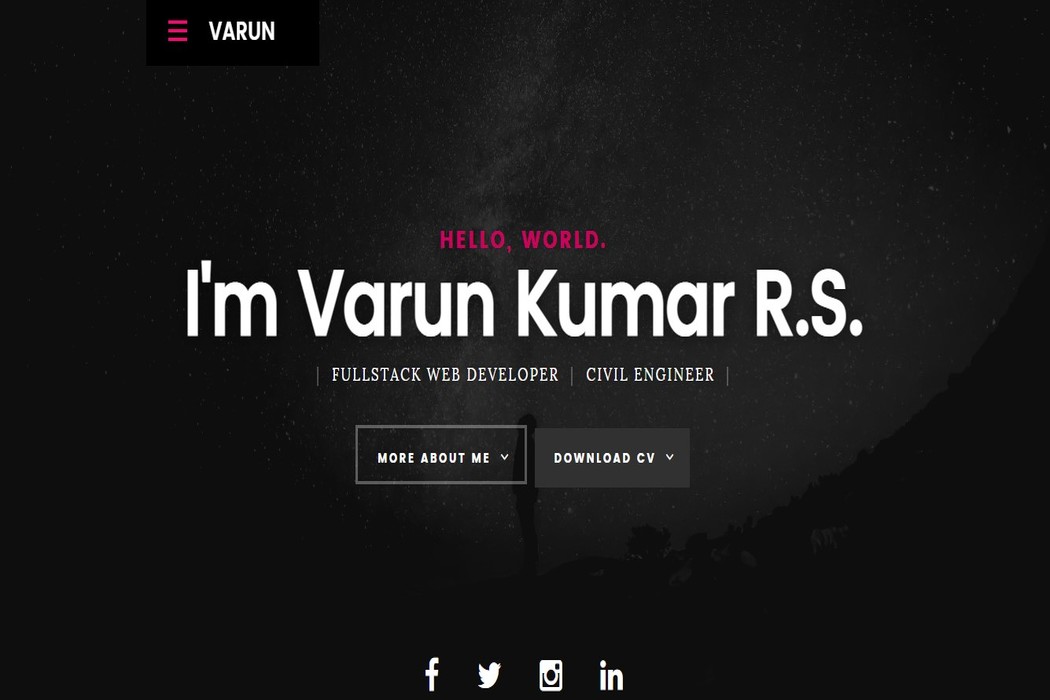 VARUN
HELLO, WORLD.
I'm Varun Kumar R.S.
| FULLSTACK WEB DEVELOPER | CIVIL ENGINEER |
MORE ABOUT ME
DOWNLOAD CV